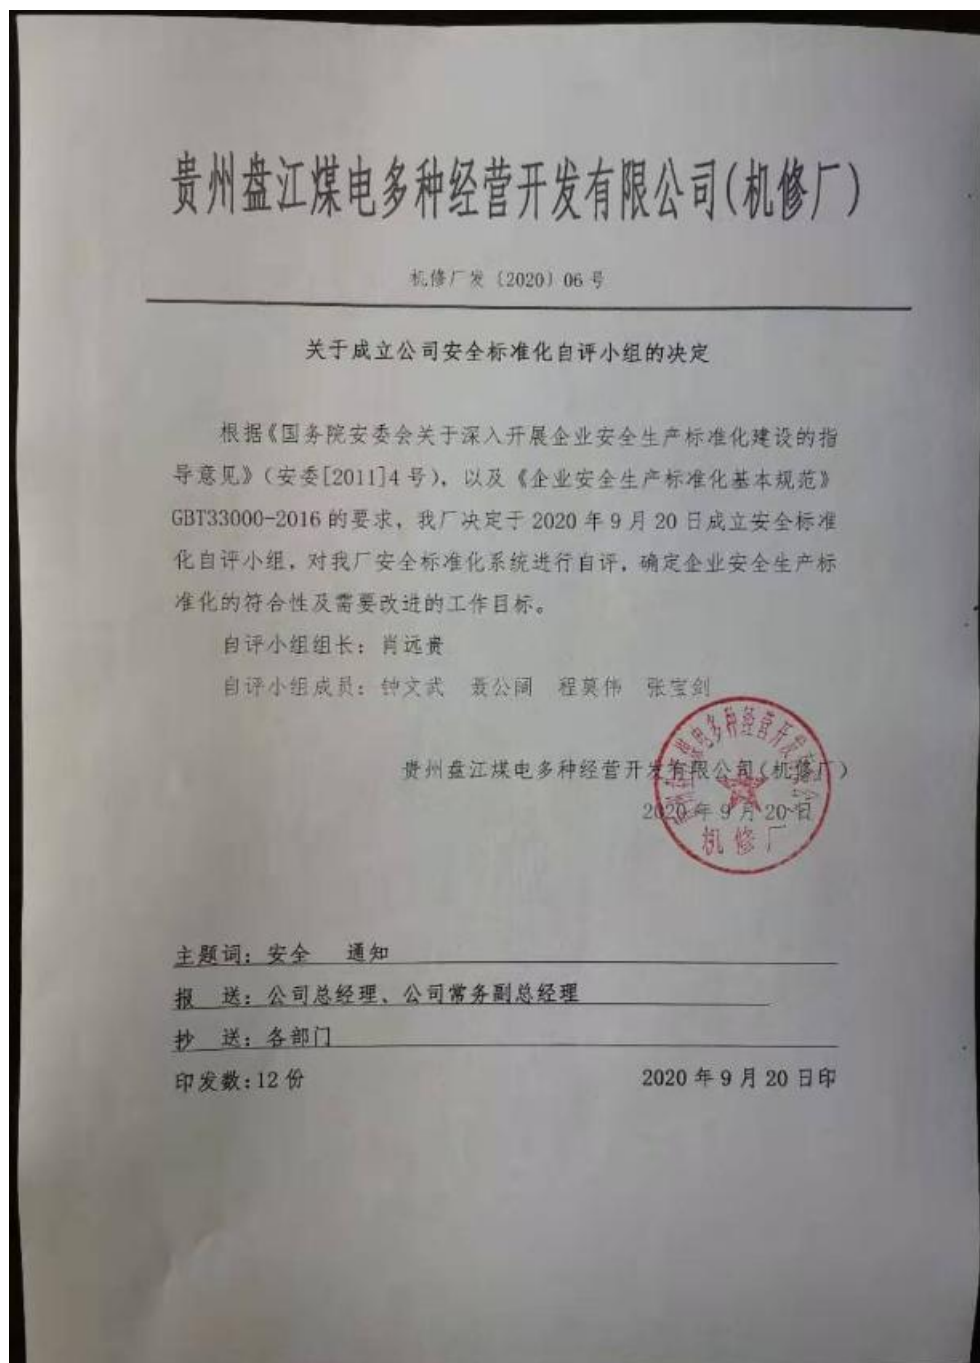 贵州盘江煤电多种经营开发有限公司(机修厂)
机修厂发〔2020〕06号
关于成立公司安全标准化自评小组的决定
根据《国务院安委会关于深入开展企业安全生产标准化建设的指
导意见》(安委[2011]4号),以及《企业安全生产标准化基本规范》
GBT33000-2016的要求,我厂决定于2020年9月20日成立安全标准
化自评小组,对我厂安全标准化系统进行自评,确定企业安全生产标
准化的符合性及需要改进的工作目标。
自评小组组长:肖远贵
自评小组成员:钟文武 聂公阔 程莫伟 张宝剑
贵州盘江煤电多种经营开发有限公司(机修厂)
2020年9月20日
机修厂
主题词:安全 通知
报 送:公司总经理、公司常务副总经理
抄 送:各部门
印发数:12份 2020年9月20日印